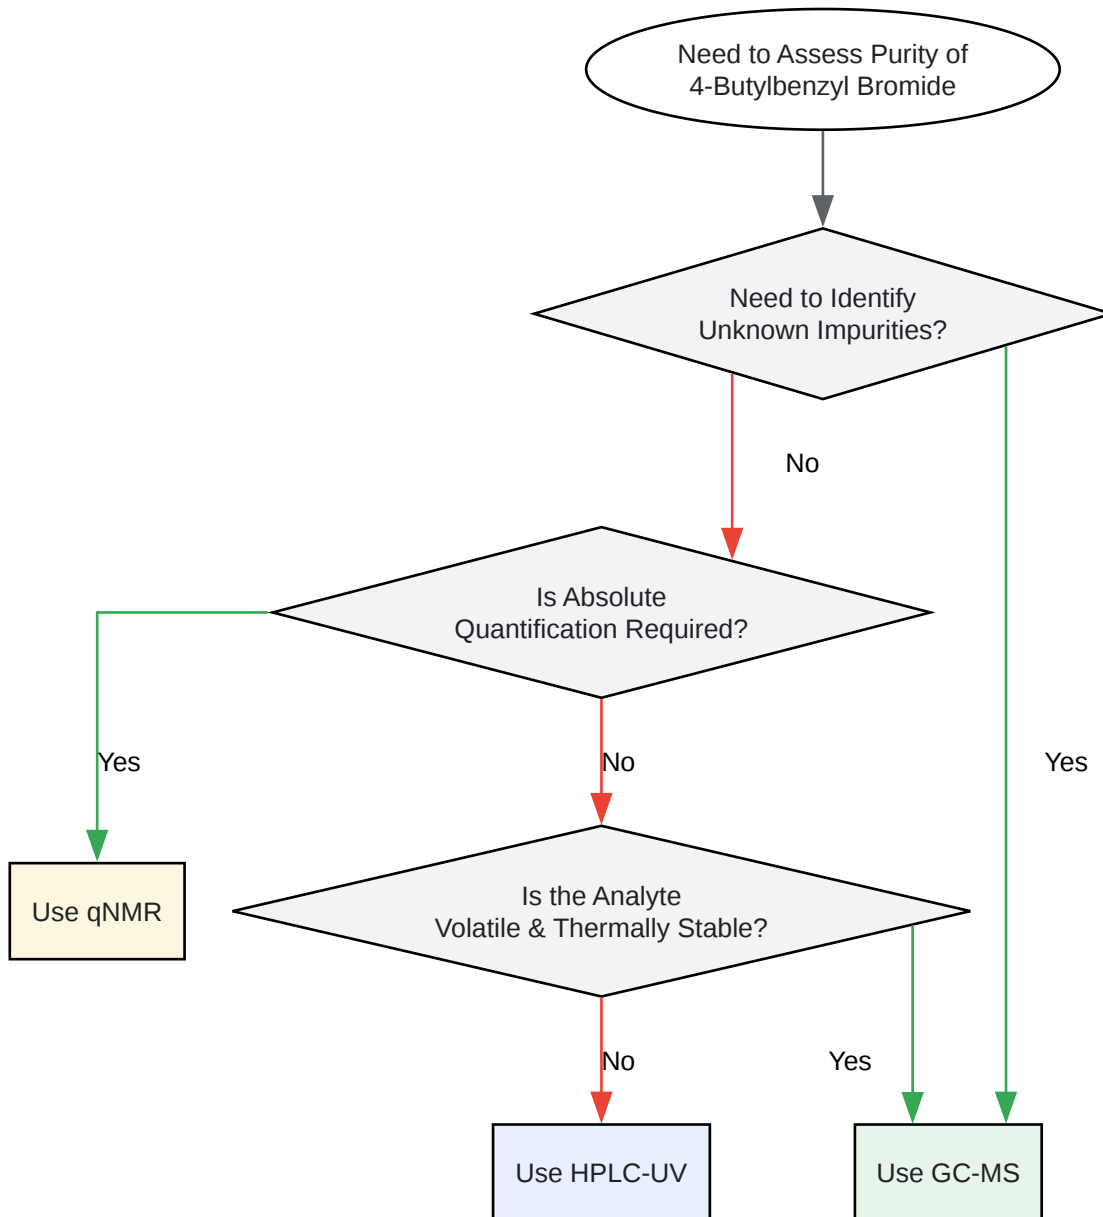 Need to Assess Purity of
4-Butylbenzyl Bromide
Need to Identify
Unknown Impurities?
No
Is Absolute
Quantification Required?
Yes
No
Yes
Is the Analyte
Volatile & Thermally Stable?
Use qNMR
No
Yes
Use HPLC-UV
Use GC-MS